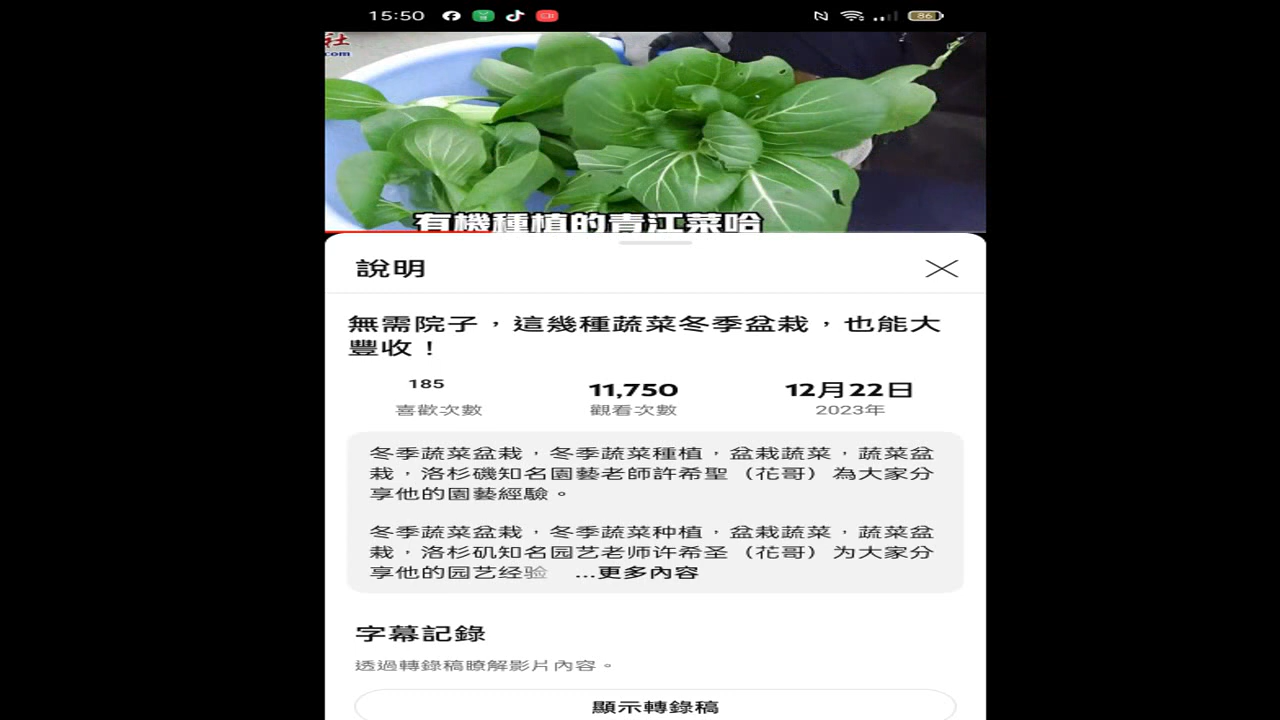 15:50
86
社
com
有機種植的青江菜哈
說明
無需院子，這幾種蔬菜冬季盆栽，也能大
豐收！
185
11,750
12月22日
喜歡次數
觀看次數
2023年
冬季蔬菜盆栽，冬季蔬菜種植，盆栽蔬菜，蔬菜盆
栽，洛杉磯知名園藝老師許希聖（花哥）為大家分
享他的園藝經驗。
冬季蔬菜盆栽，冬季蔬菜种植，盆栽蔬菜，蔬菜盆
栽，洛杉矶知名园艺老师许希圣（花哥）为大家分
享他的园艺经验 ...更多內容
字幕記錄
透過轉錄稿瞭解影片內容。
顯示轉錄稿